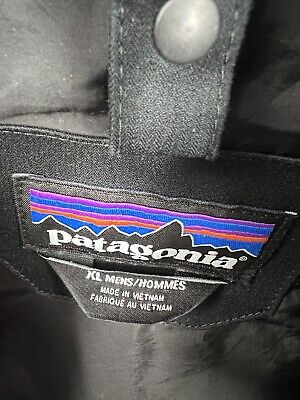 patagonia®
XL MENS/HOMMES
MADE IN VIETNAM
FABRIQUÉ AU VIETNAM